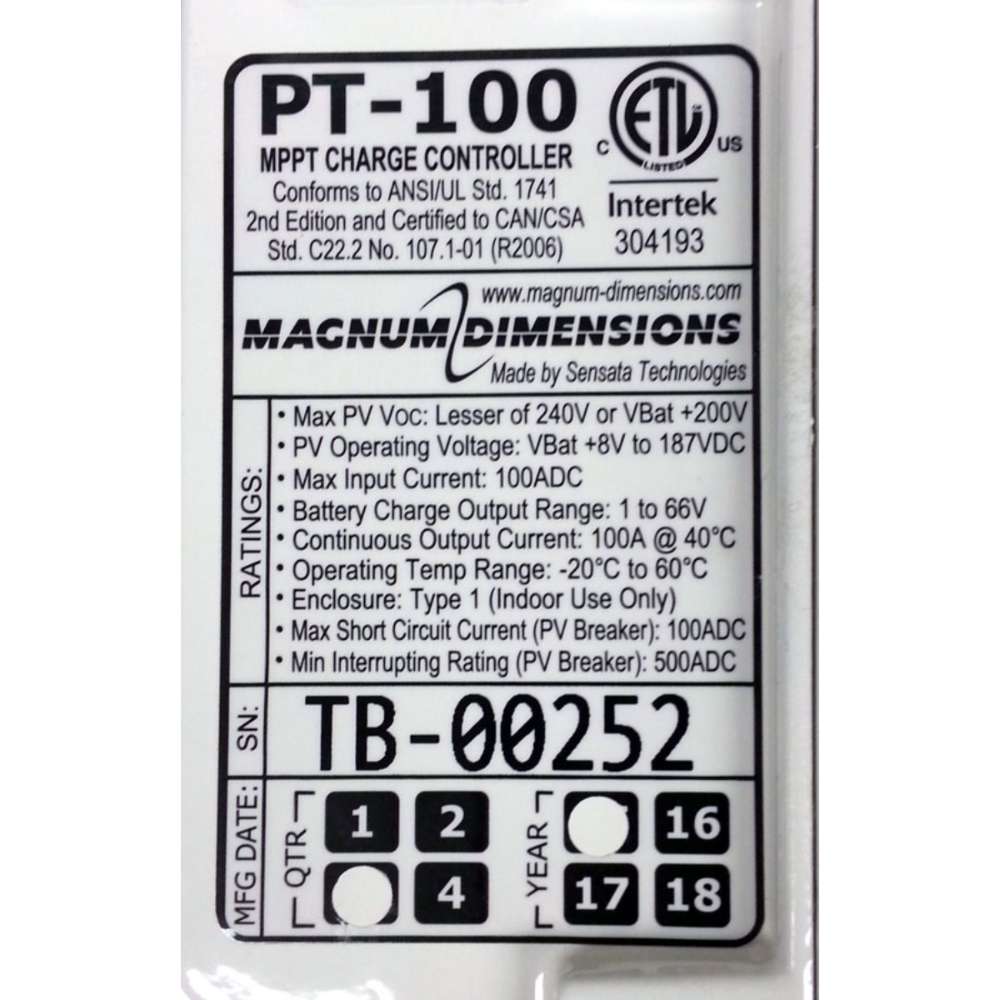 PT-100
MPPT CHARGE CONTROLLER
Conforms to ANSI/UL Std. 1741
2nd Edition and Certified to CAN/CSA
Std. C22.2 No. 107.1-01 (R2006)
ETL
LISTED
C US
Intertek
304193
www.magnum-dimensions.com
MAGNUM DIMENSIONS
Made by Sensata Technologies
RATINGS:
• Max PV VOC: Lesser of 240V or VBat +200V
• PV Operating Voltage: VBat +8V to 187VDC
• Max Input Current: 100ADC
• Battery Charge Output Range: 1 to 66V
• Continuous Output Current: 100A @ 40°C
• Operating Temp Range: -20°C to 60°C
• Enclosure: Type 1 (Indoor Use Only)
• Max Short Circuit Current (PV Breaker): 100ADC
• Min Interrupting Rating (PV Breaker): 500ADC
SN:
TB-00252
MFG DATE:
QTR
1 2
4
YEAR
16
17 18